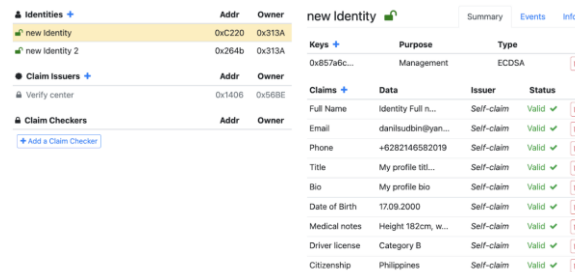 Identities + Addr Owner
new Identity 0xC220 0x313A
new Identity 2 0x264b 0x313A
Claim Issuers + Addr Owner
Verify center 0x1406 0x56BE
Claim Checkers Addr Owner
+ Add a Claim Checker
new Identity Summary Events Info
Keys + Purpose Type
0x857a6c... Management ECDSA
Claims + Data Issuer Status
Full Name Identity Full n... Self-claim Valid ✔
Email danilsudbin@yan... Self-claim Valid ✔
Phone +6282146582019 Self-claim Valid ✔
Title My profile titl... Self-claim Valid ✔
Bio My profile bio Self-claim Valid ✔
Date of Birth 17.09.2000 Self-claim Valid ✔
Medical notes Height 182cm, w... Self-claim Valid ✔
Driver license Category B Self-claim Valid ✔
Citizenship Philippines Self-claim Valid ✔